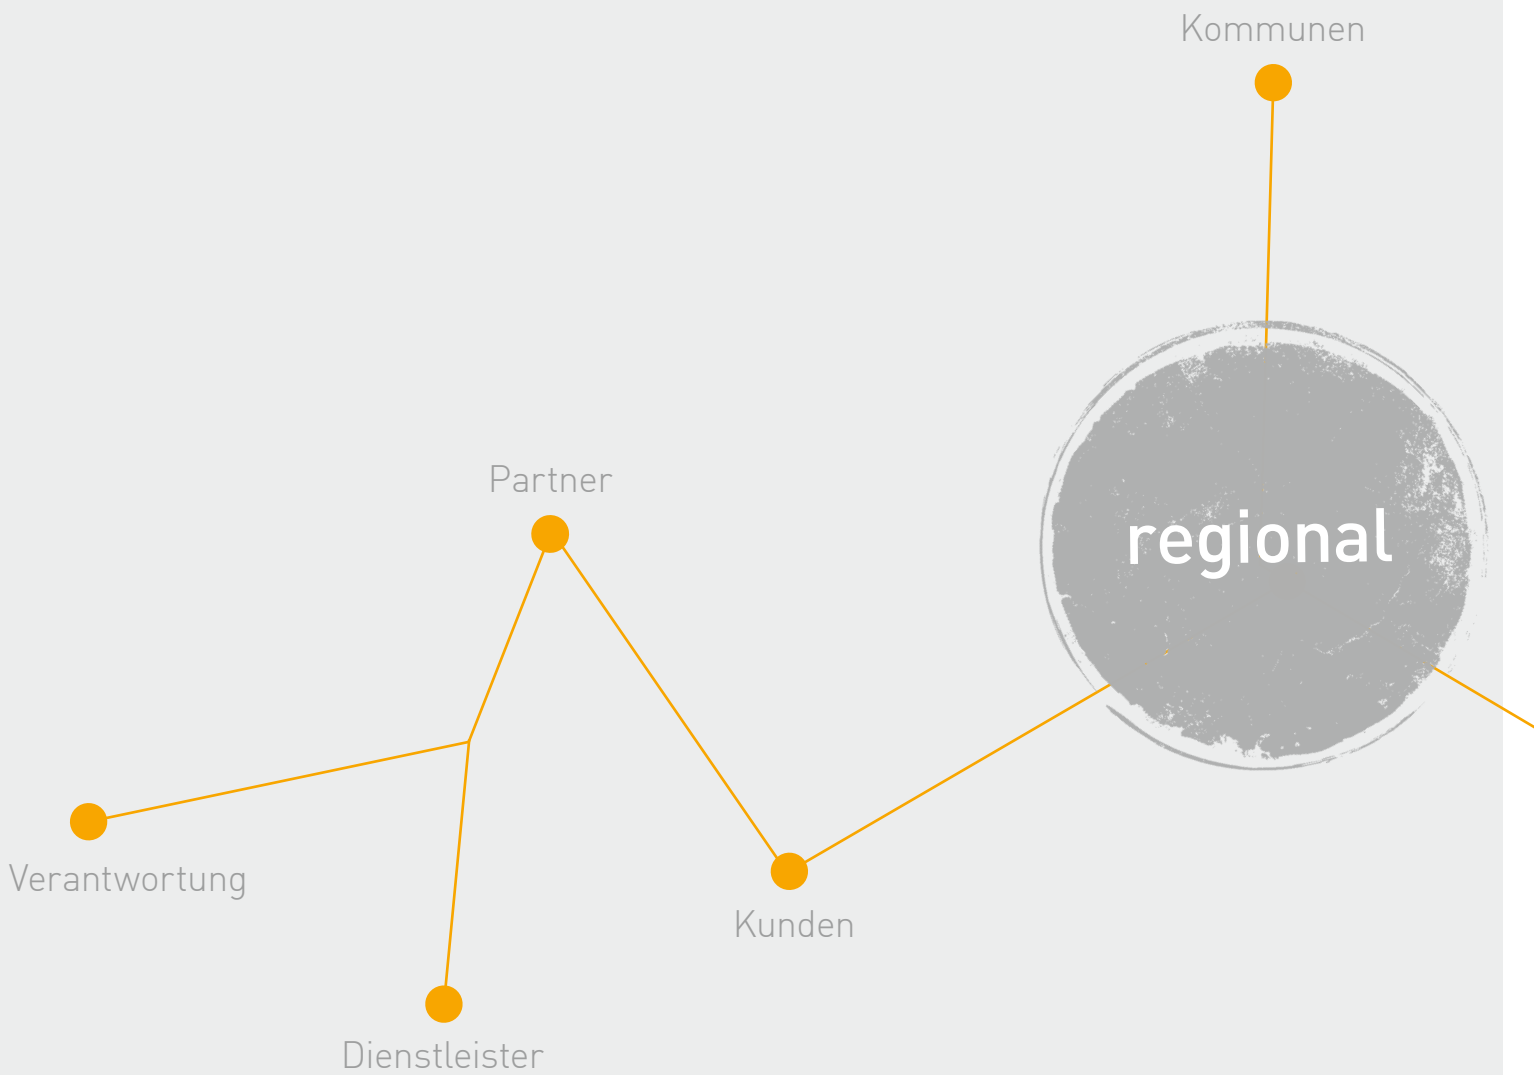 Kommunen
Partner
regional
Verantwortung
Kunden
Dienstleister